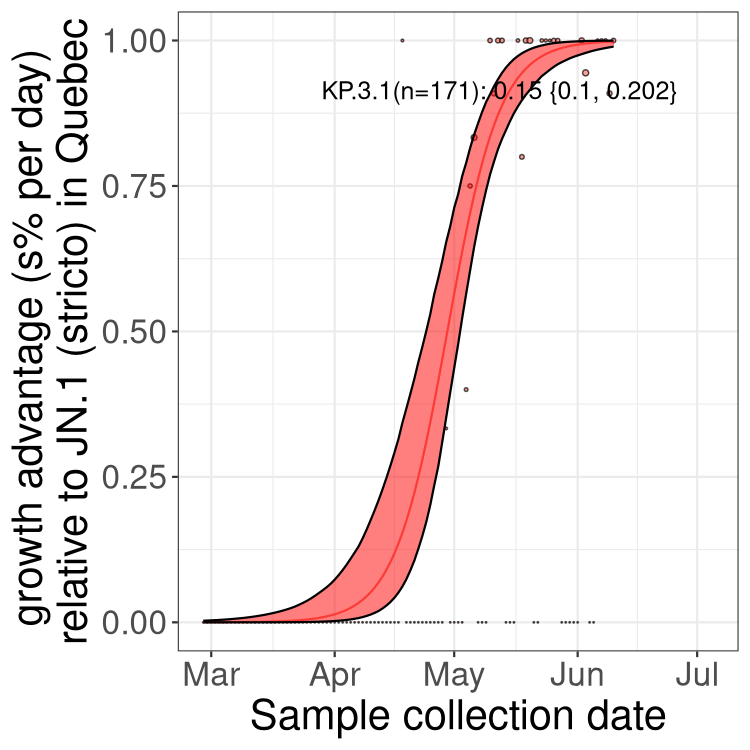 growth advantage (s% per day)
relative to JN.1 (stricto) in Quebec
1.00
0.75
0.50
0.25
0.00
KP.3.1(n=171): 0.15 {0.1, 0.202}
Mar Apr May Jun Jul
Sample collection date